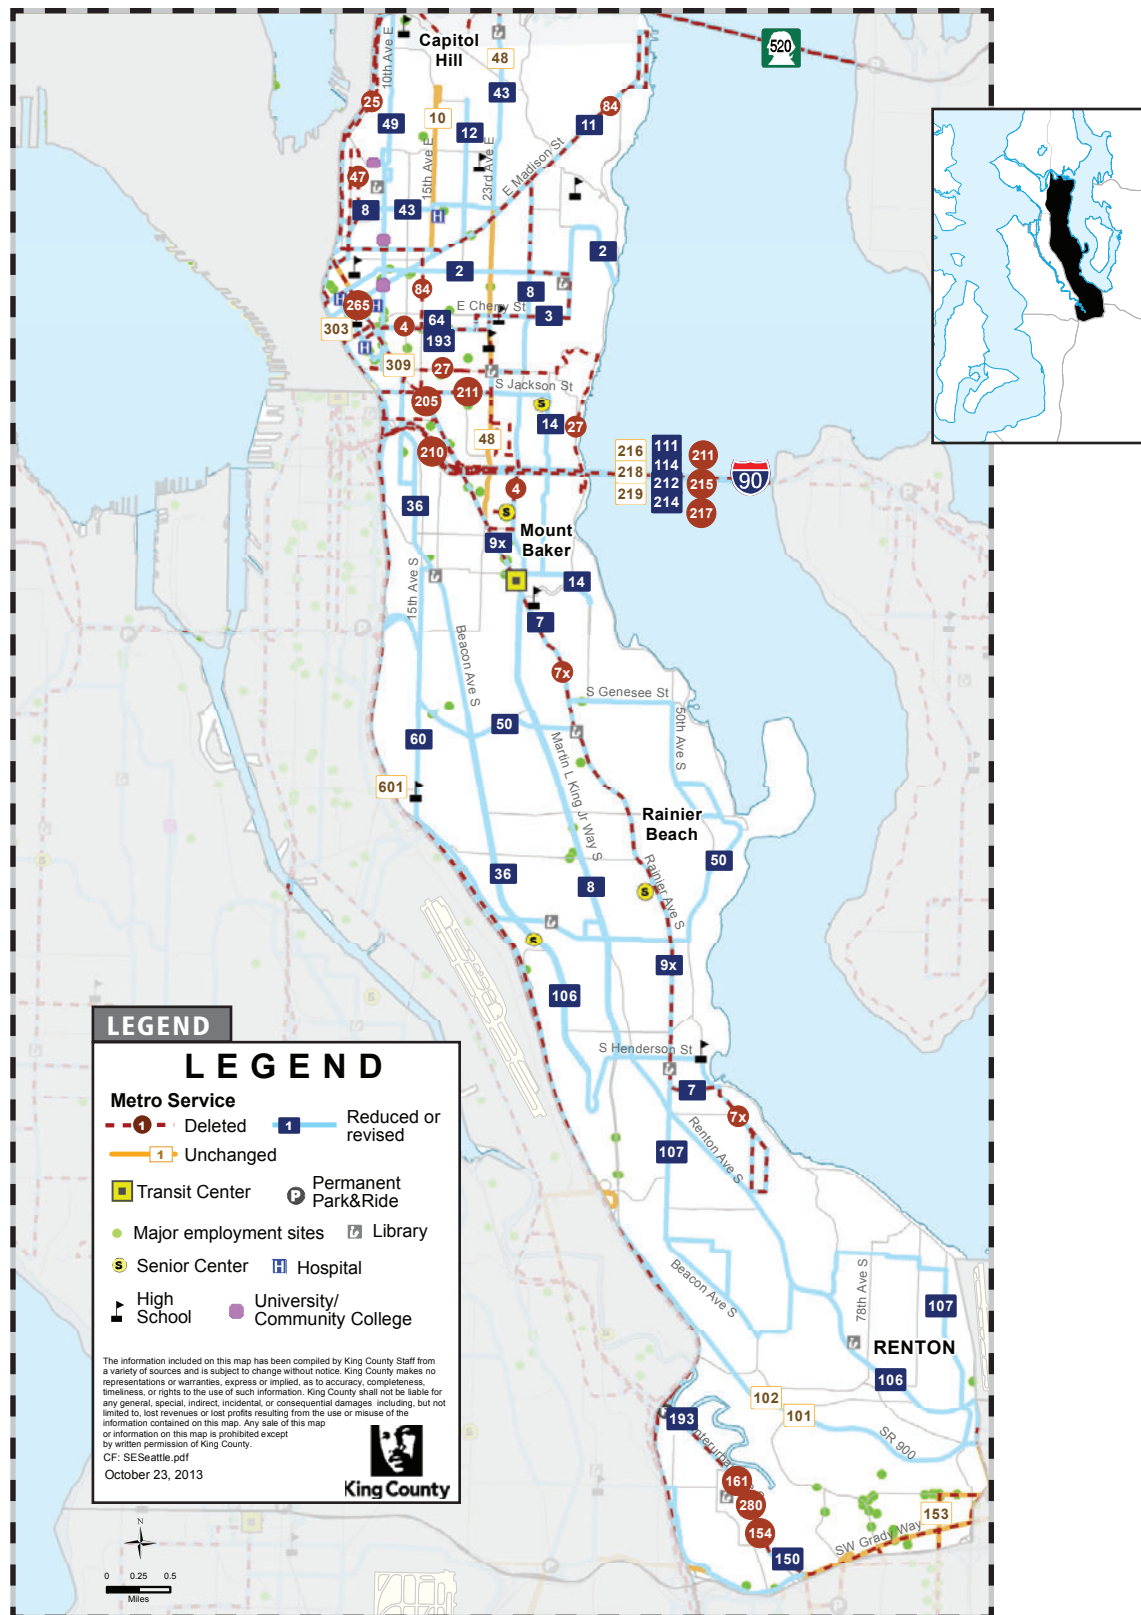 520
10th Ave E
Capitol
Hill
48
43
25
49
10
12
84
11
15th Ave E
23rd Ave E
E Madison St
47
8
43
H
2
2
84
8
265
H
H
E Cherry St
64
3
303
4
193
H
309
27
S Jackson St
211
205
S
14
27
48
210
216
111
211
218
114
212
215
90
219
214
217
4
36
S
Mount
Baker
9x
15th Ave S
14
7
Beacon Ave S
7x
S Genesee St
50
50th Ave S
60
Martin L King Jr Way S
601
Rainier
Beach
50
36
8
Rainier Ave S
S
S
9x
106
S Henderson St
7
7x
Renton Ave S
107
Beacon Ave S
78th Ave S
107
RENTON
106
102
101
193
SR 900
161
280
153
154
SW Grady Way
150
LEGEND
LEGEND
Metro Service
1 Deleted
1 Reduced or
revised
1 Unchanged
Transit Center
P Permanent
Park&Ride
Major employment sites
Library
S Senior Center
H Hospital
High
School
University/
Community College
The information included on this map has been compiled by King County Staff from
a variety of sources and is subject to change without notice. King County makes no
representations or warranties, express or implied, as to accuracy, completeness,
timeliness, or rights to the use of such information. King County shall not be liable for
any general, special, indirect, incidental, or consequential damages including, but not
limited to, lost revenues or lost profits resulting from the use or misuse of the
information contained on this map. Any sale of this map
or information on this map is prohibited except
by written permission of King County.
CF: SESeattle.pdf
October 23, 2013
King County
N
0 0.25 0.5
Miles